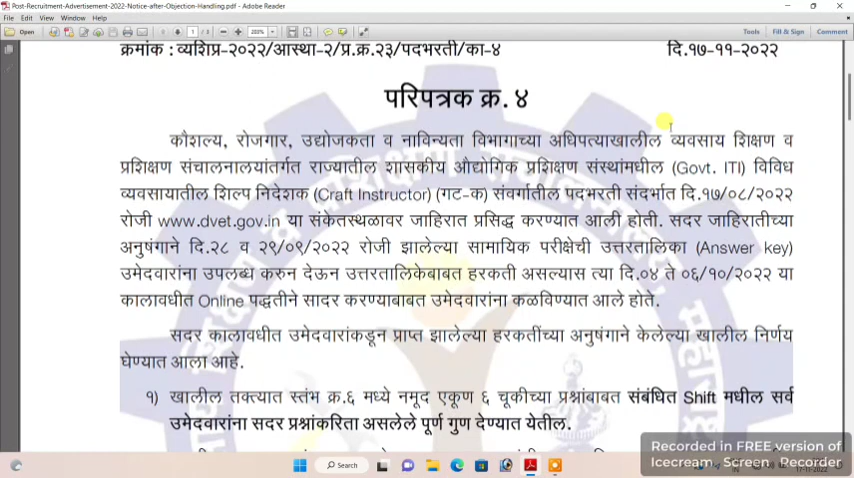 Post-Recruitment-Advertisement-2022-Notice-after-Objection-Handling.pdf - Adobe Reader
File Edit View Window Help
Open 1 / 3 200% Tools Fill & Sign Comment
क्रमांक : व्यशिप्र-२०२२/आस्था-२/प्र.क्र.२३/पदभरती/का-४ दि.१७-११-२०२२
परिपत्रक क्र. ४
कौशल्य, रोजगार, उद्योजकता व नाविन्यता विभागाच्या अधिपत्याखालील व्यवसाय शिक्षण व
प्रशिक्षण संचालनालयांतर्गत राज्यातील शासकीय औद्योगिक प्रशिक्षण संस्थांमधील (Govt. ITI) विविध
व्यवसायातील शिल्प निदेशक (Craft Instructor) (गट-क) संवर्गातील पदभरती संदर्भात दि.१७/०८/२०२२
रोजी www.dvet.gov.in या संकेतस्थळावर जाहिरात प्रसिद्ध करण्यात आली होती. सदर जाहिरातीच्या
अनुषंगाने दि.२८ व २९/०९/२०२२ रोजी झालेल्या सामायिक परीक्षेची उत्तरतालिका (Answer key)
उमेदवारांना उपलब्ध करुन देऊन उत्तरतालिकेबाबत हरकती असल्यास त्या दि.०४ ते ०६/१०/२०२२ या
कालावधीत Online पद्धतीने सादर करण्याबाबत उमेदवारांना कळविण्यात आले होते.
सदर कालावधीत उमेदवारांकडून प्राप्त झालेल्या हरकतींच्या अनुषंगाने केलेल्या खालील निर्णय
घेण्यात आला आहे.
१) खालील तक्त्यात स्तंभ क्र.६ मध्ये नमूद एकूण ६ चूकीच्या प्रश्नांबाबत संबंधित Shift मधील सर्व
उमेदवारांना सदर प्रश्नांकरिता असलेले पूर्ण गुण देण्यात येतील.
Recorded in FREE version of
Icecream Screen Recorder
Search
17-11-2022